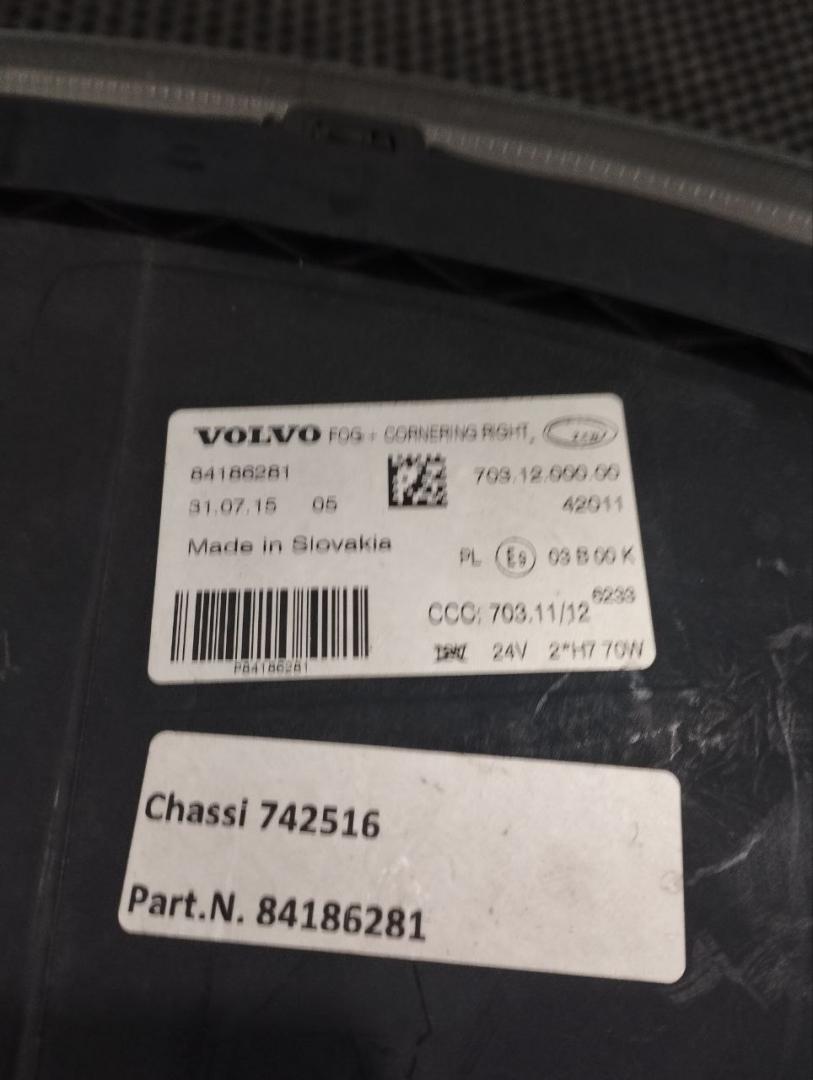 VOLVO FOG + CORNERING RIGHT,
84186281 703.12.000.00
31.07.15 05 42011
Made in Slovakia PL E9 03 B 00 K
6233
CCC: 703.11/12
24V 2*H7 70W
P84186281
Chassi 742516
Part.N. 84186281